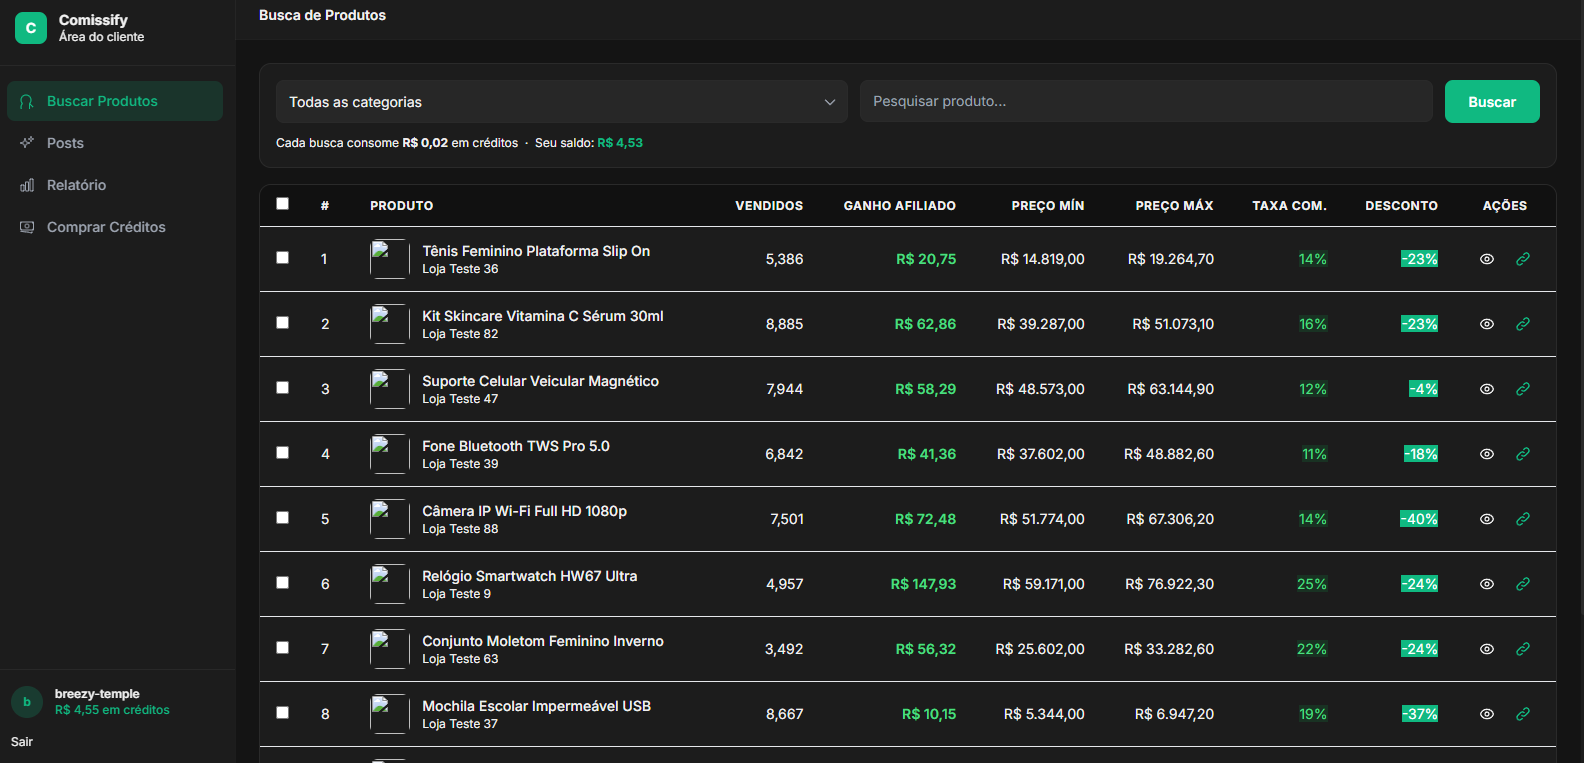 Comissify
Área do cliente
Buscar Produtos
Posts
Relatório
Comprar Créditos
breezy-temple
R$ 4,55 em créditos
Sair
Busca de Produtos
Todas as categorias
Pesquisar produto...
Buscar
Cada busca consome R$ 0,02 em créditos · Seu saldo: R$ 4,53
# PRODUTO VENDIDOS GANHO AFILIADO PREÇO MÍN PREÇO MÁX TAXA COM. DESCONTO AÇÕES
1 Tênis Feminino Plataforma Slip On 5,386 R$ 20,75 R$ 14.819,00 R$ 19.264,70 14% -23%
Loja Teste 36
2 Kit Skincare Vitamina C Sérum 30ml 8,885 R$ 62,86 R$ 39.287,00 R$ 51.073,10 16% -23%
Loja Teste 82
3 Suporte Celular Veicular Magnético 7,944 R$ 58,29 R$ 48.573,00 R$ 63.144,90 12% -4%
Loja Teste 47
4 Fone Bluetooth TWS Pro 5.0 6,842 R$ 41,36 R$ 37.602,00 R$ 48.882,60 11% -18%
Loja Teste 39
5 Câmera IP Wi-Fi Full HD 1080p 7,501 R$ 72,48 R$ 51.774,00 R$ 67.306,20 14% -40%
Loja Teste 88
6 Relógio Smartwatch HW67 Ultra 4,957 R$ 147,93 R$ 59.171,00 R$ 76.922,30 25% -24%
Loja Teste 9
7 Conjunto Moletom Feminino Inverno 3,492 R$ 56,32 R$ 25.602,00 R$ 33.282,60 22% -24%
Loja Teste 63
8 Mochila Escolar Impermeável USB 8,667 R$ 10,15 R$ 5.344,00 R$ 6.947,20 19% -37%
Loja Teste 37